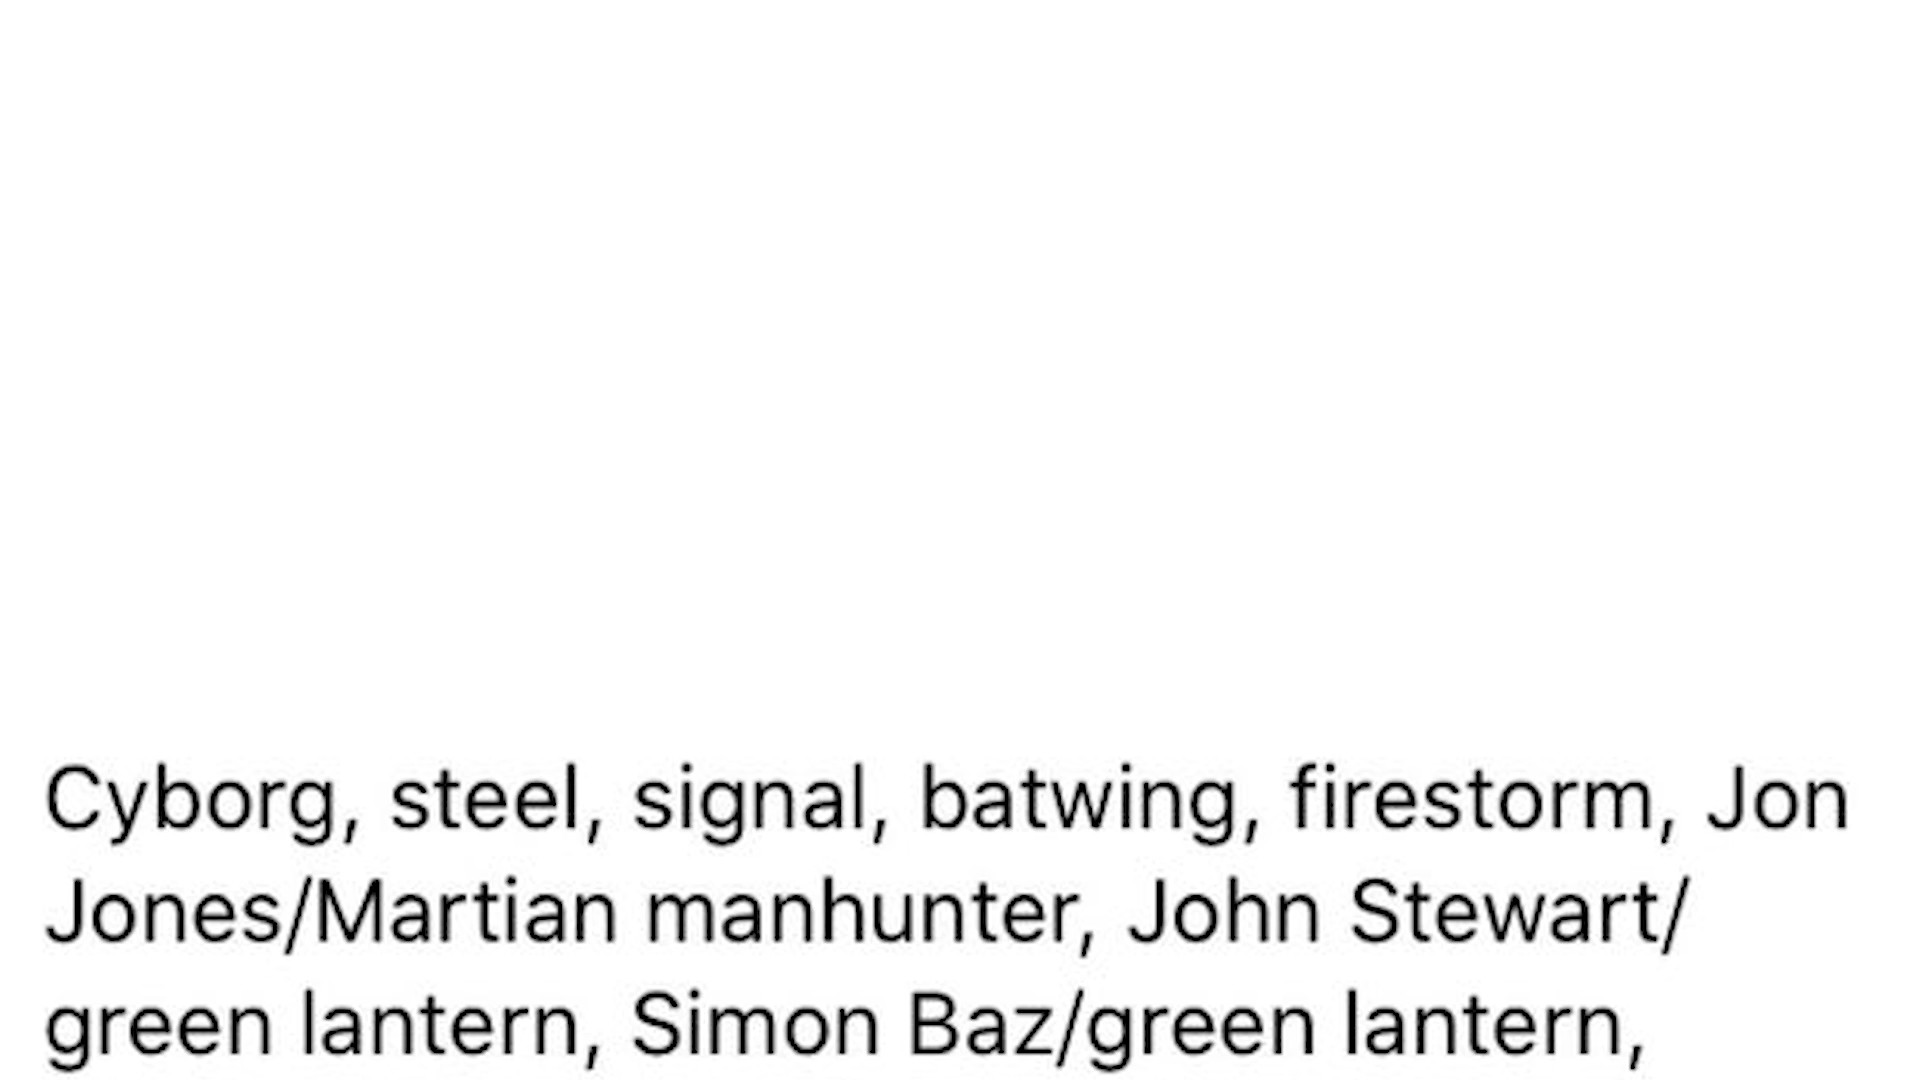 Cyborg, steel, signal, batwing, firestorm, Jon
Jones/Martian manhunter, John Stewart/
green lantern, Simon Baz/green lantern,